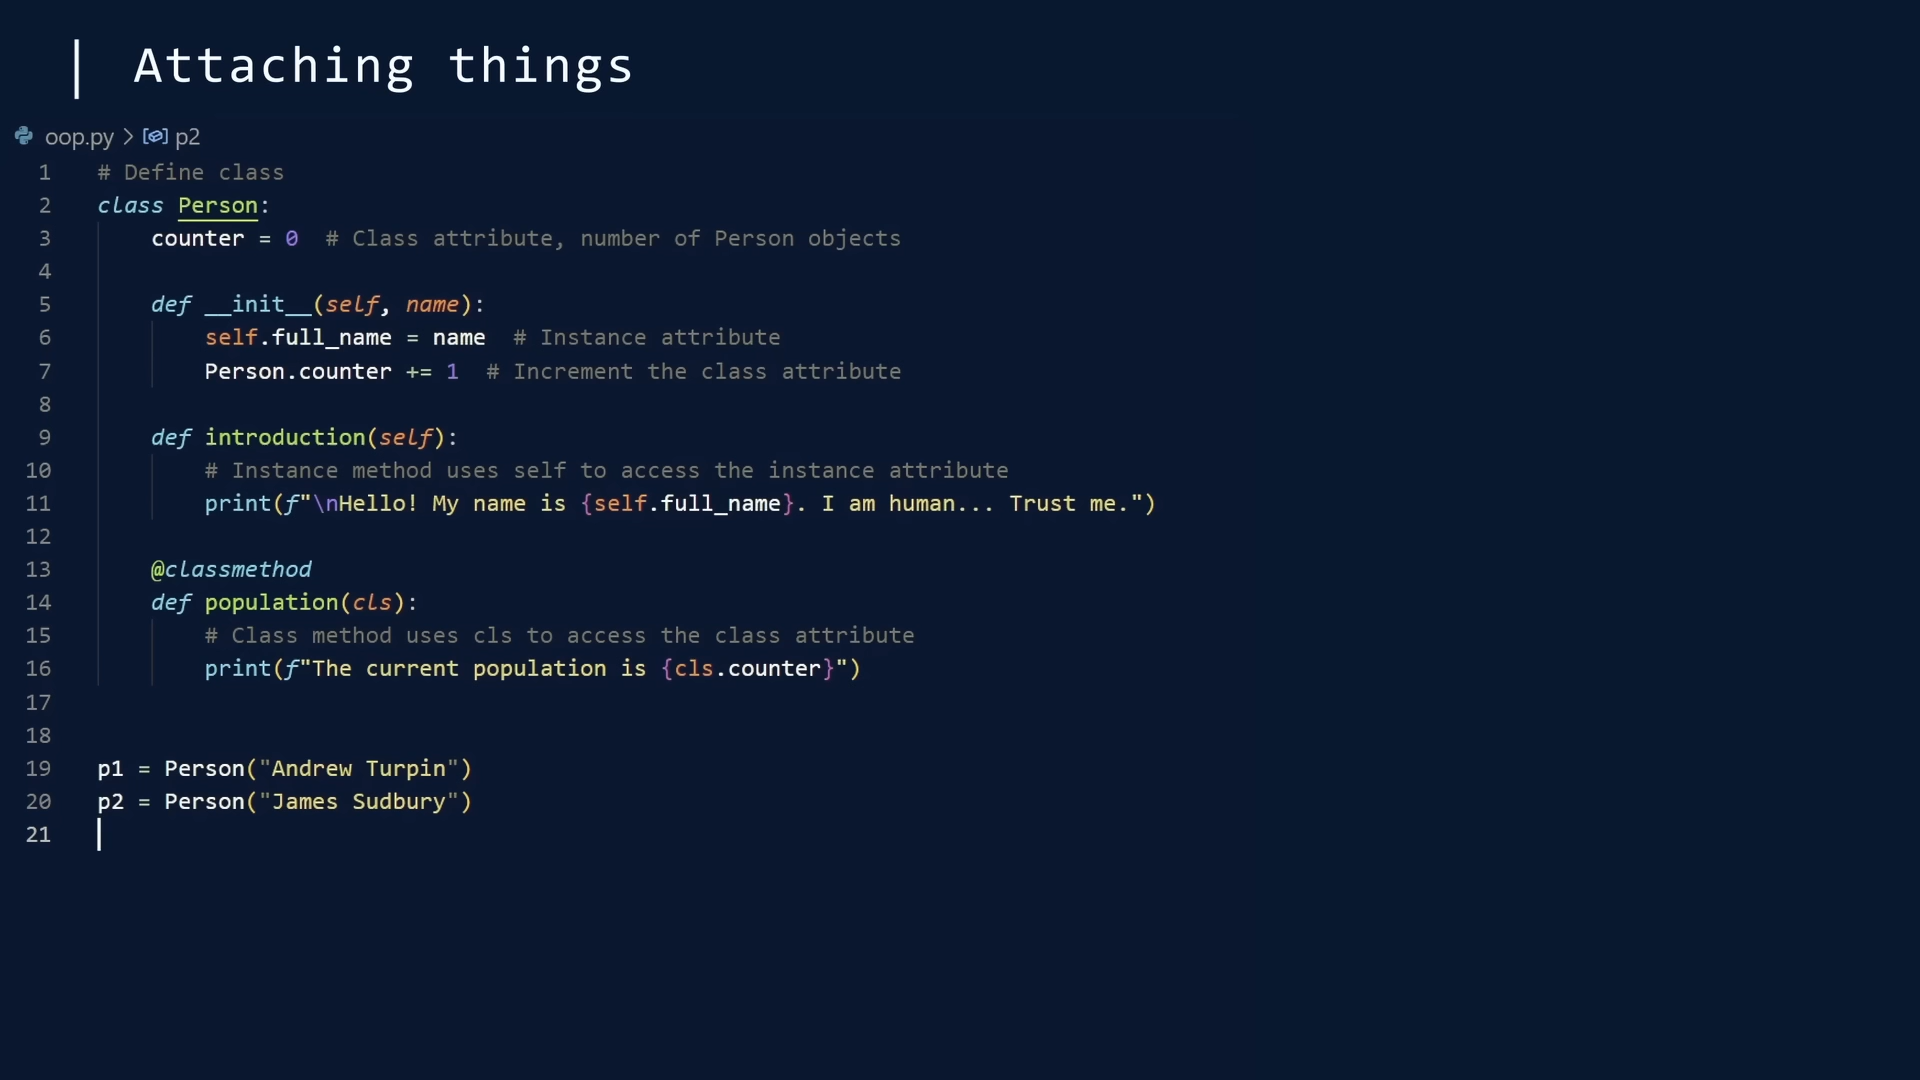 Attaching things
oop.py > p2
1 # Define class
2 class Person:
3     counter = 0  # Class attribute, number of Person objects
4
5     def __init__(self, name):
6         self.full_name = name  # Instance attribute
7         Person.counter += 1  # Increment the class attribute
8
9     def introduction(self):
10         # Instance method uses self to access the instance attribute
11         print(f"\nHello! My name is {self.full_name}. I am human... Trust me.")
12
13     @classmethod
14     def population(cls):
15         # Class method uses cls to access the class attribute
16         print(f"The current population is {cls.counter}")
17
18
19 p1 = Person("Andrew Turpin")
20 p2 = Person("James Sudbury")
21